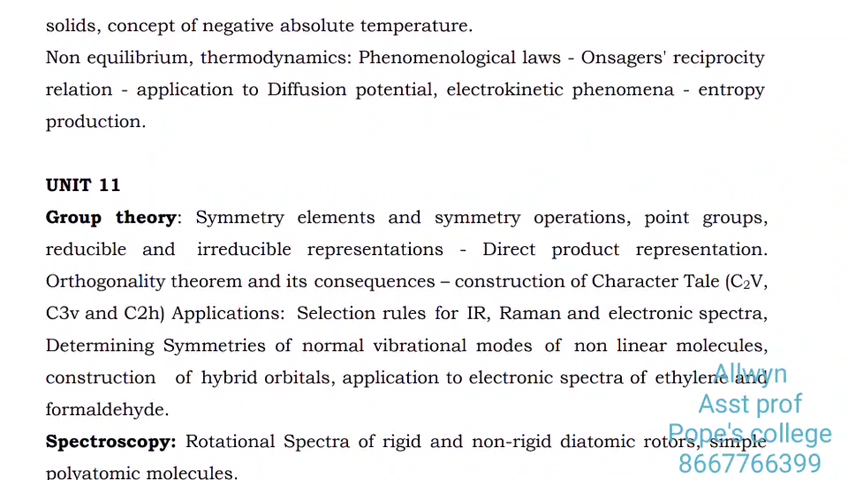 solids, concept of negative absolute temperature.
Non equilibrium, thermodynamics: Phenomenological laws - Onsagers' reciprocity
relation - application to Diffusion potential, electrokinetic phenomena - entropy
production.
UNIT 11
Group theory: Symmetry elements and symmetry operations, point groups,
reducible and irreducible representations - Direct product representation.
Orthogonality theorem and its consequences – construction of Character Tale (C₂V,
C3v and C2h) Applications: Selection rules for IR, Raman and electronic spectra,
Determining Symmetries of normal vibrational modes of non linear molecules,
construction of hybrid orbitals, application to electronic spectra of ethylene and
formaldehyde.
Spectroscopy: Rotational Spectra of rigid and non-rigid diatomic rotors, simple
polyatomic molecules.
Allwyn
Asst prof
Pope's college
8667766399